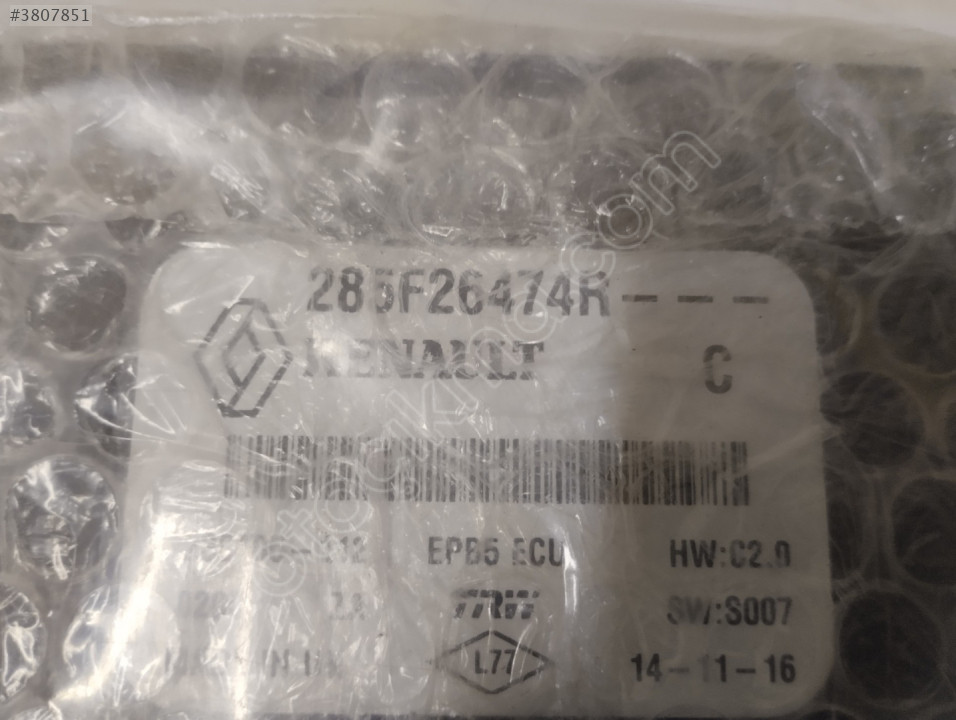 #3807851
285F26474R---
RENAULT
C
EPB5 ECU
HW:C2.0
TRW
SW:S007
L77
14-11-16